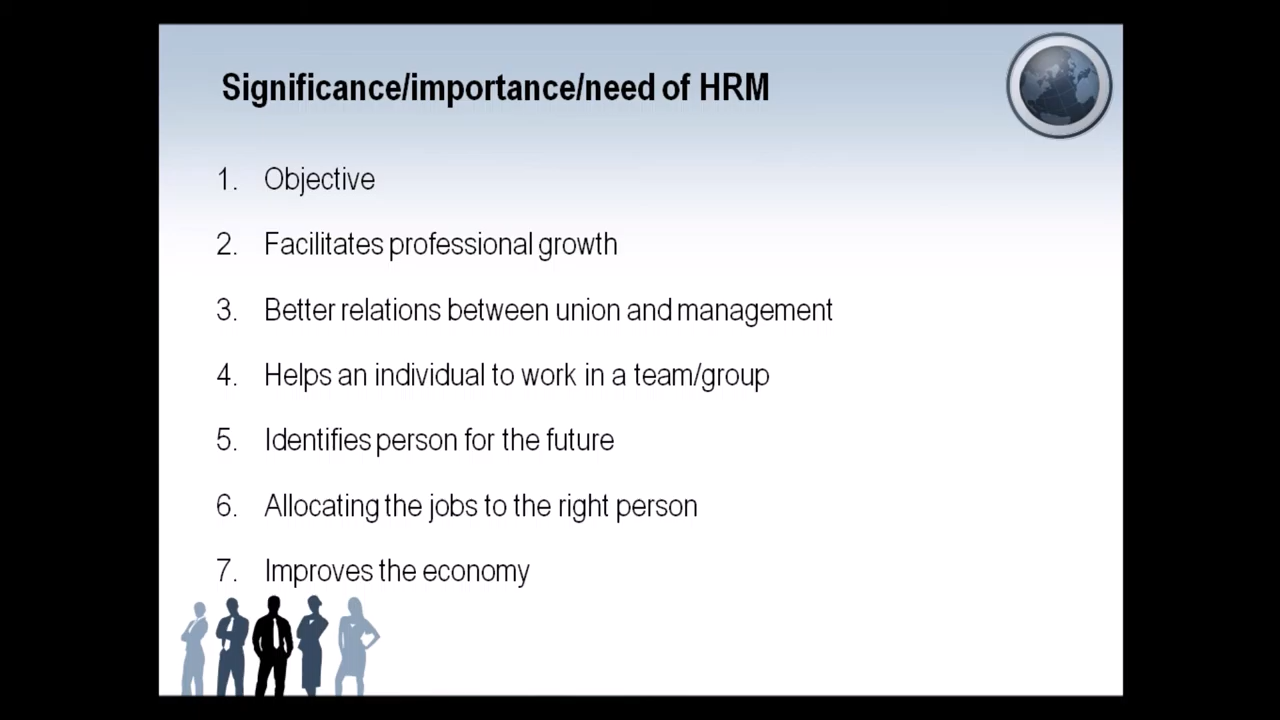 Significance/importance/need of HRM
1. Objective
2. Facilitates professional growth
3. Better relations between union and management
4. Helps an individual to work in a team/group
5. Identifies person for the future
6. Allocating the jobs to the right person
7. Improves the economy